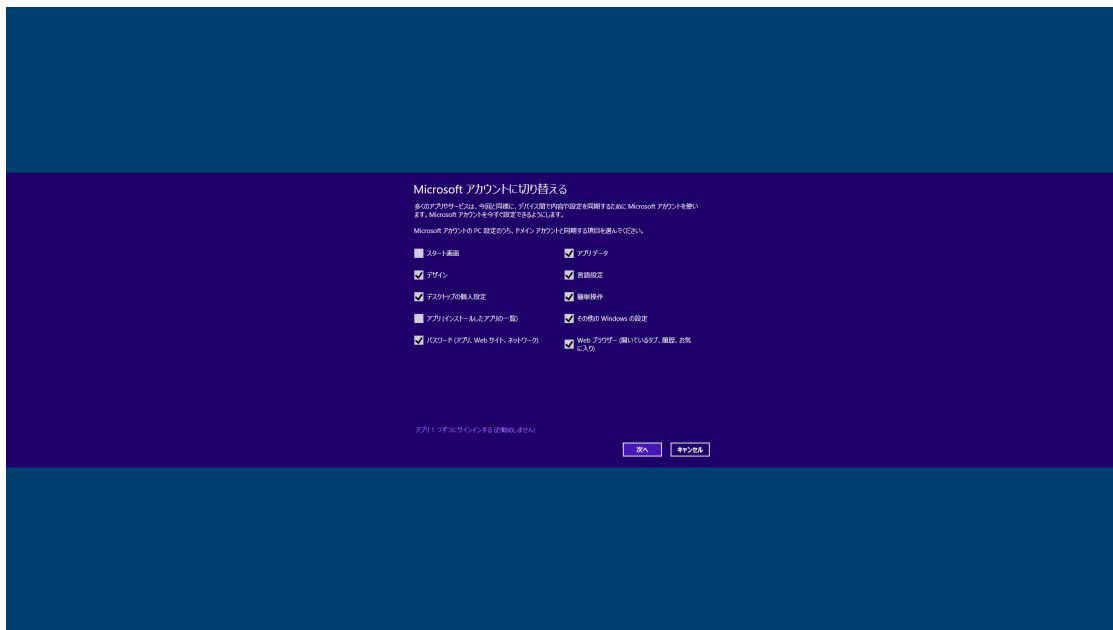 Microsoft アカウントに切り替える
多くのアプリやサービスは、今回と同様に、デバイス間で内容や設定を同期するために Microsoft アカウントを使い
ます。Microsoft アカウントを今すぐ設定できるようにします。
Microsoft アカウントの PC 設定のうち、ドメイン アカウントと同期する項目を選んでください。
スタート画面
アプリ データ
デザイン
言語設定
デスクトップの個人設定
簡単操作
アプリ (インストールしたアプリの一覧)
その他の Windows の設定
パスワード (アプリ、Web サイト、ネットワーク)
Web ブラウザー (開いているタブ、履歴、お気
に入り)
アプリ 1 つずつにサインインする (お勧めしません)
次へ
キャンセル